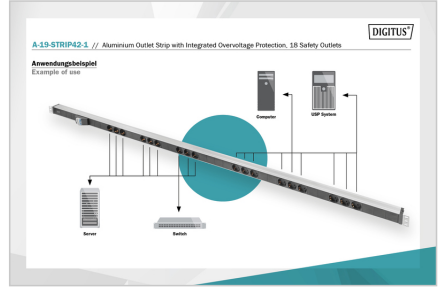 DIGITUS®
A-19-STRIP42-1 // Aluminium Outlet Strip with Integrated Overvoltage Protection, 18 Safety Outlets
Anwendungsbeispiel
Example of use
Computer
USP System
Server
Switch